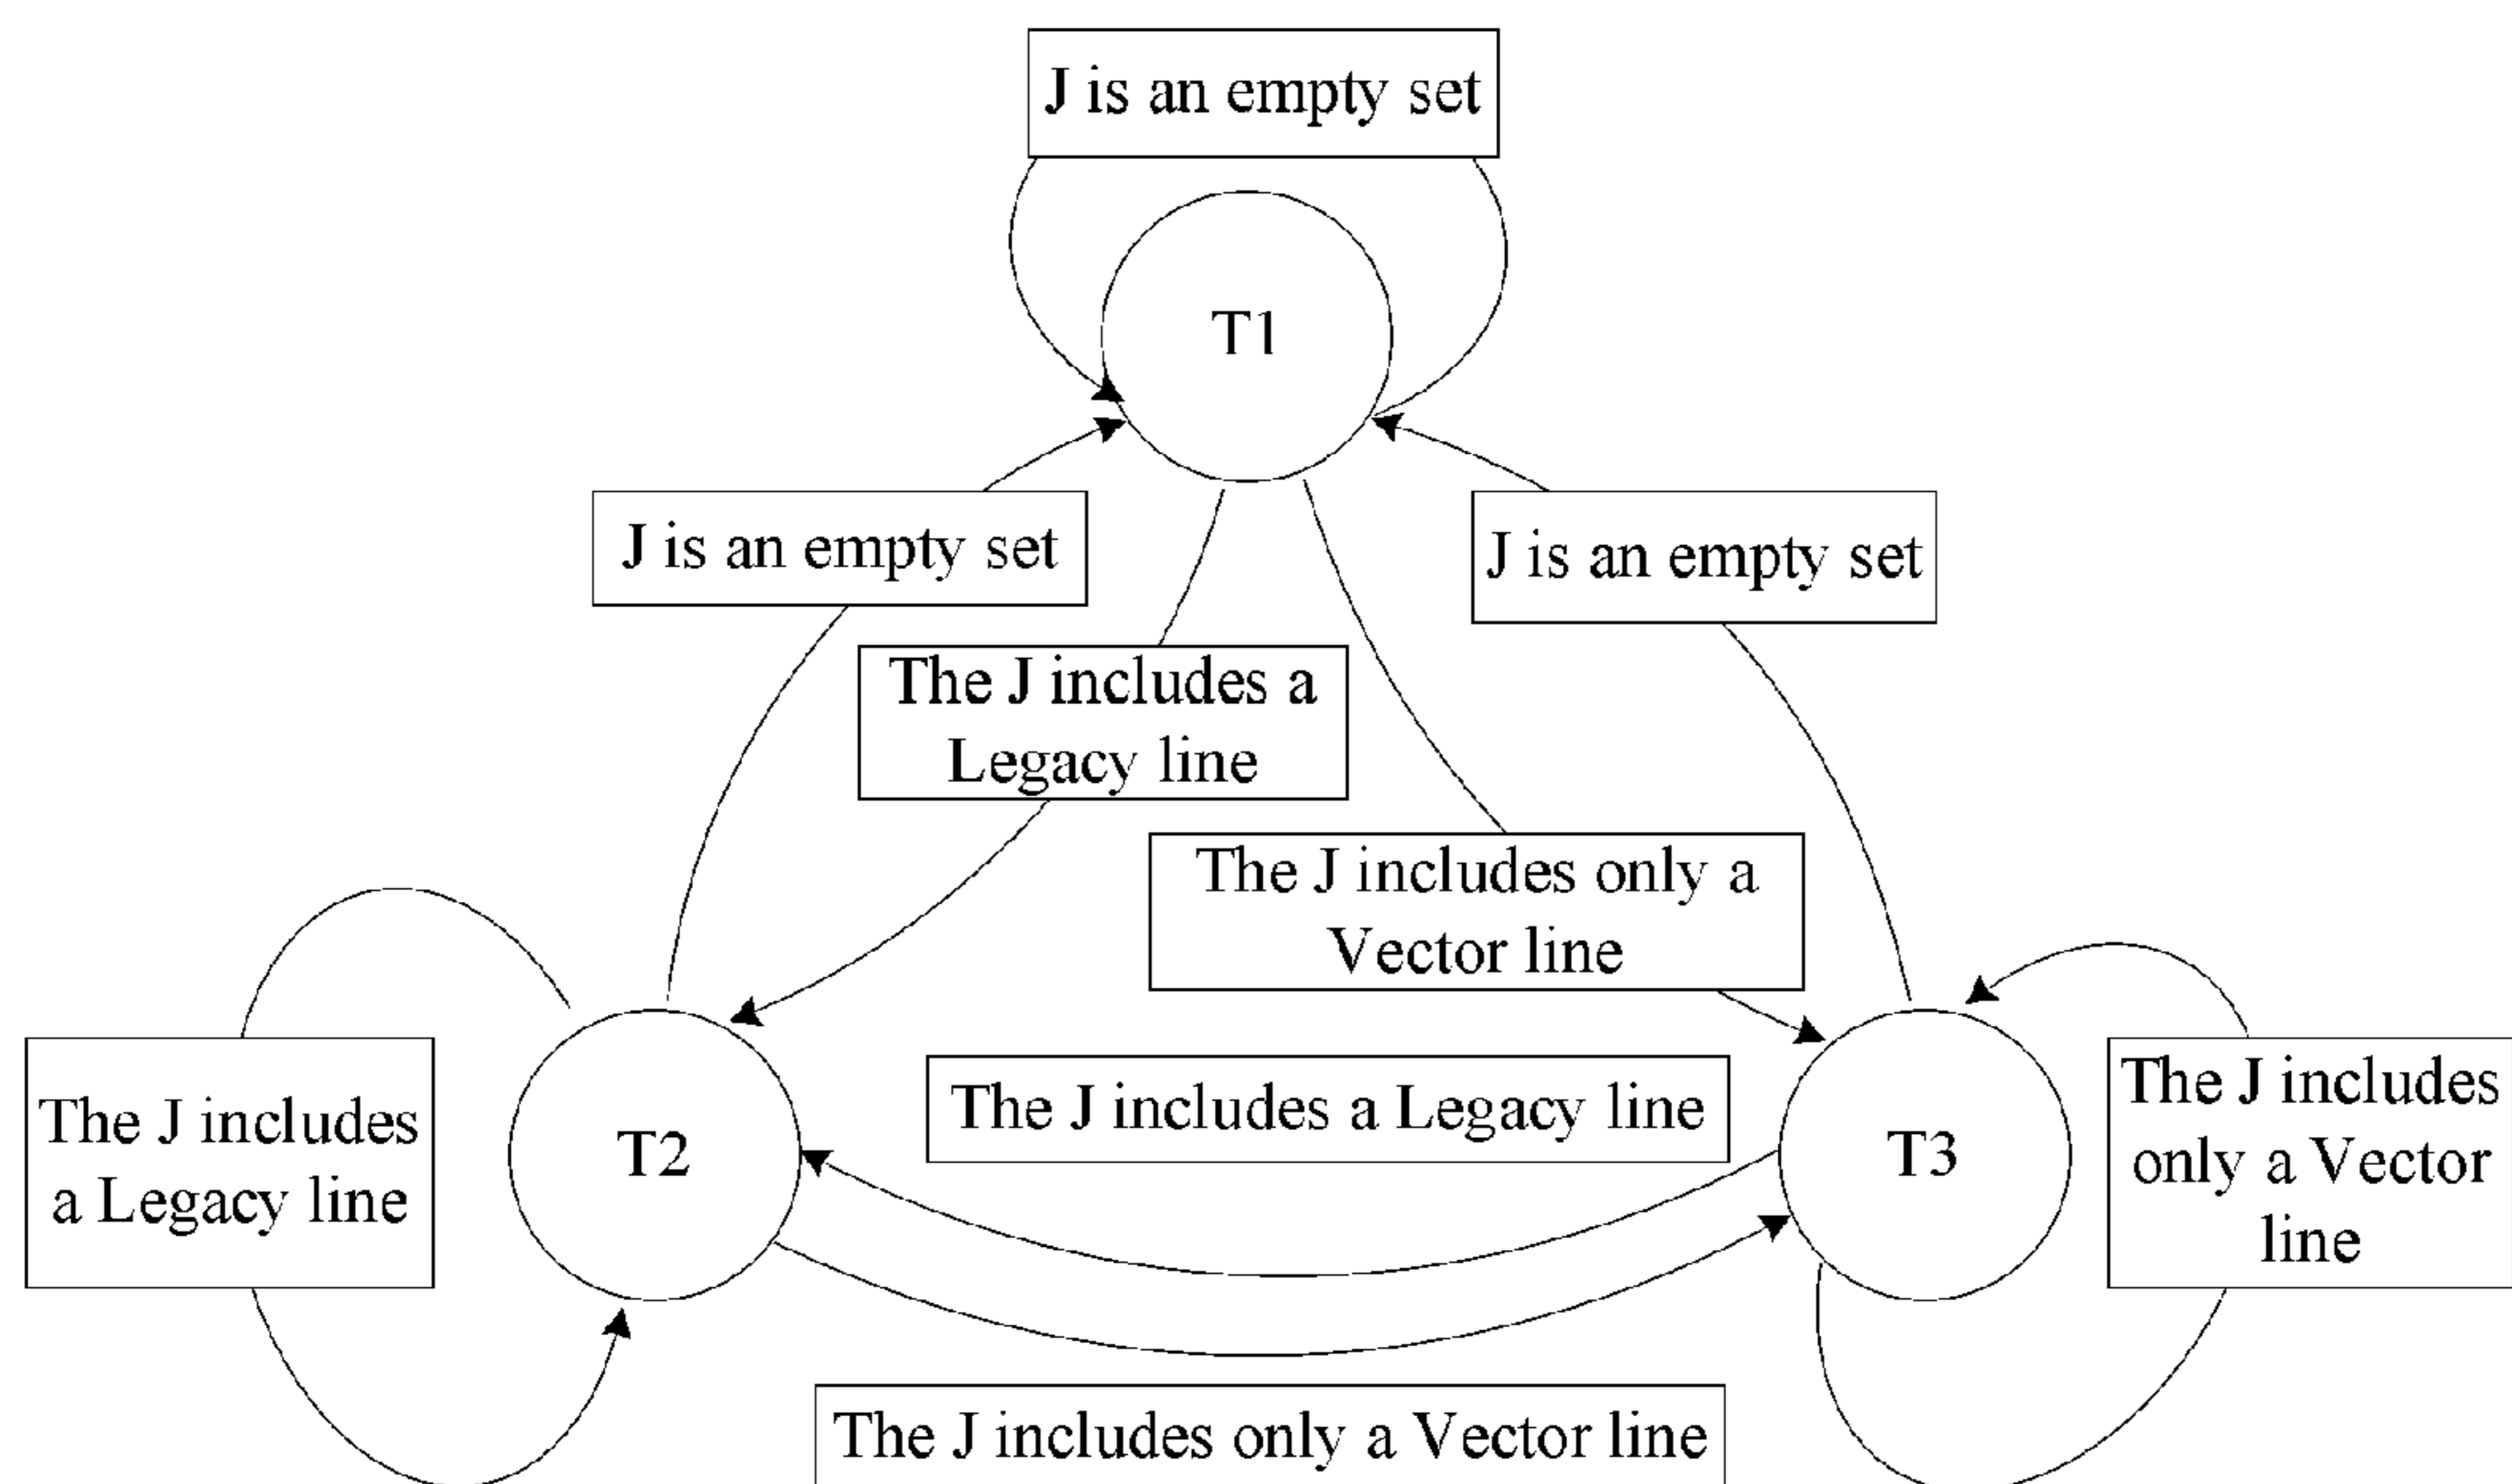 J is an empty set
T1
J is an empty set
J is an empty set
The J includes a
Legacy line
The J includes only a
Vector line
The J includes
a Legacy line
T2
The J includes a Legacy line
T3
The J includes
only a Vector
line
The J includes only a Vector line